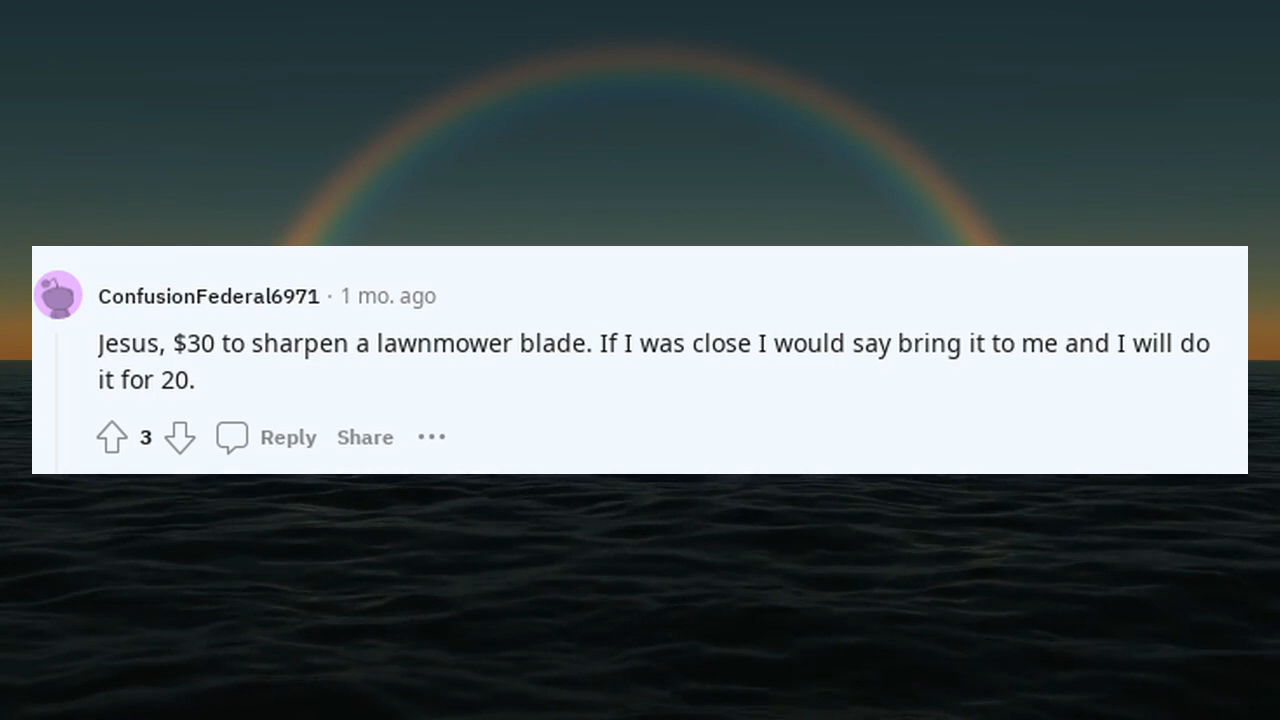 ConfusionFederal6971 · 1 mo. ago
Jesus, $30 to sharpen a lawnmower blade. If I was close I would say bring it to me and I will do
it for 20.
3 Reply Share •••